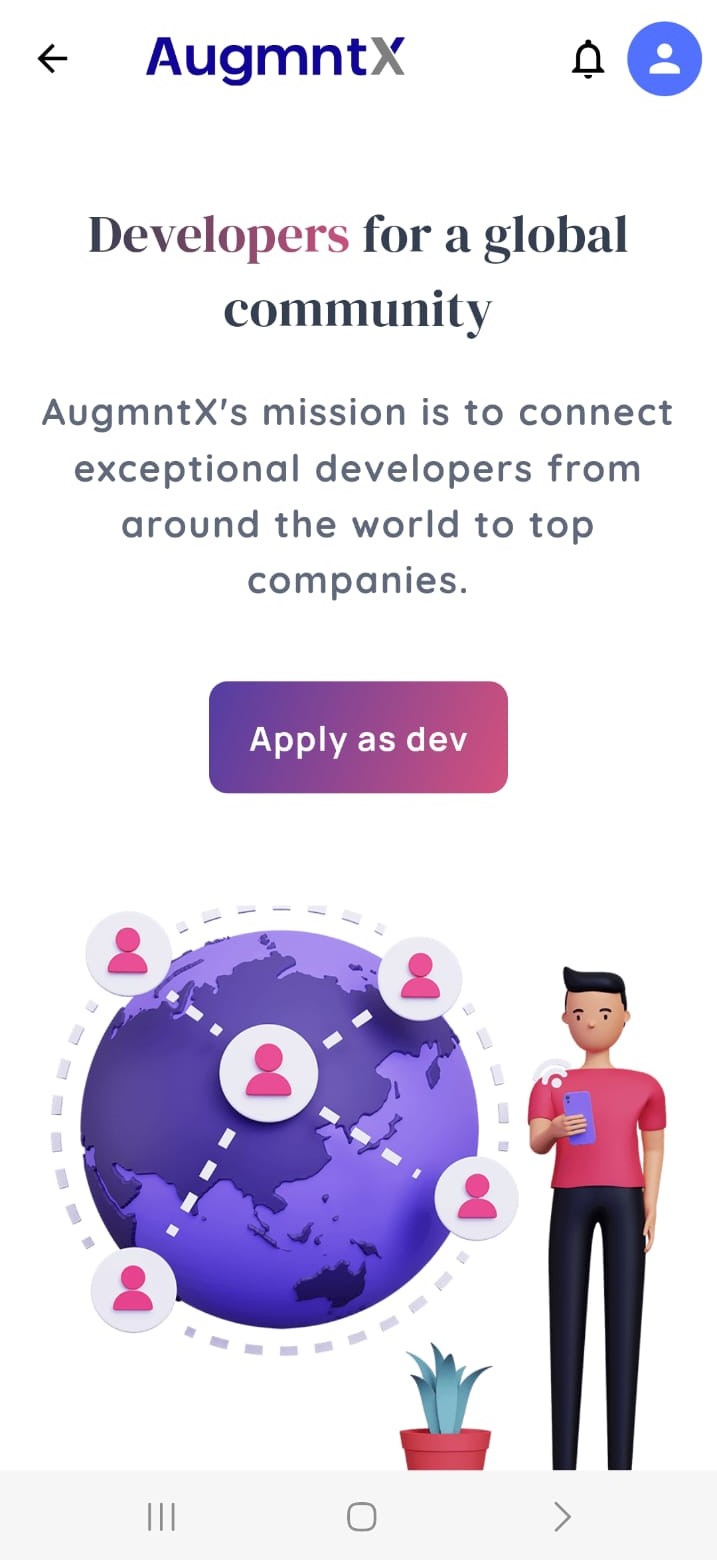 AugmntX
Developers for a global
community
AugmntX's mission is to connect
exceptional developers from
around the world to top
companies.
Apply as dev